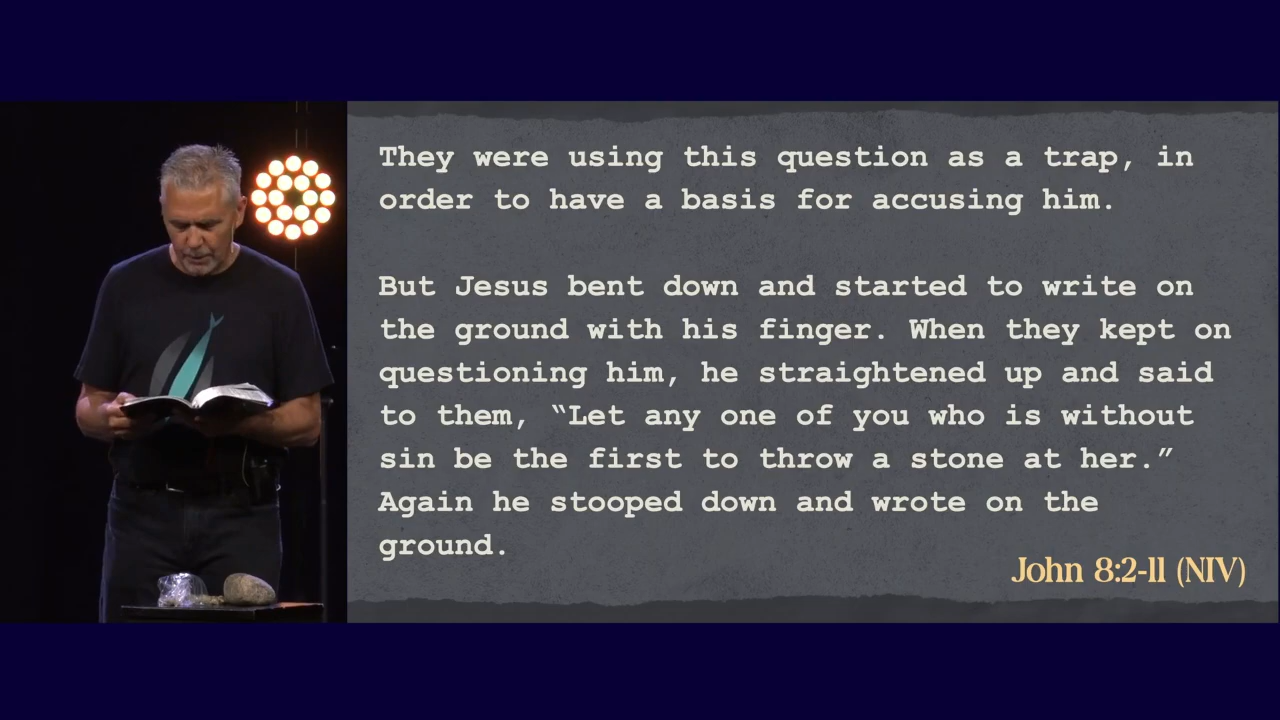 They were using this question as a trap, in
order to have a basis for accusing him.
But Jesus bent down and started to write on
the ground with his finger. When they kept on
questioning him, he straightened up and said
to them, “Let any one of you who is without
sin be the first to throw a stone at her.”
Again he stooped down and wrote on the
ground.
John 8:2-11 (NIV)